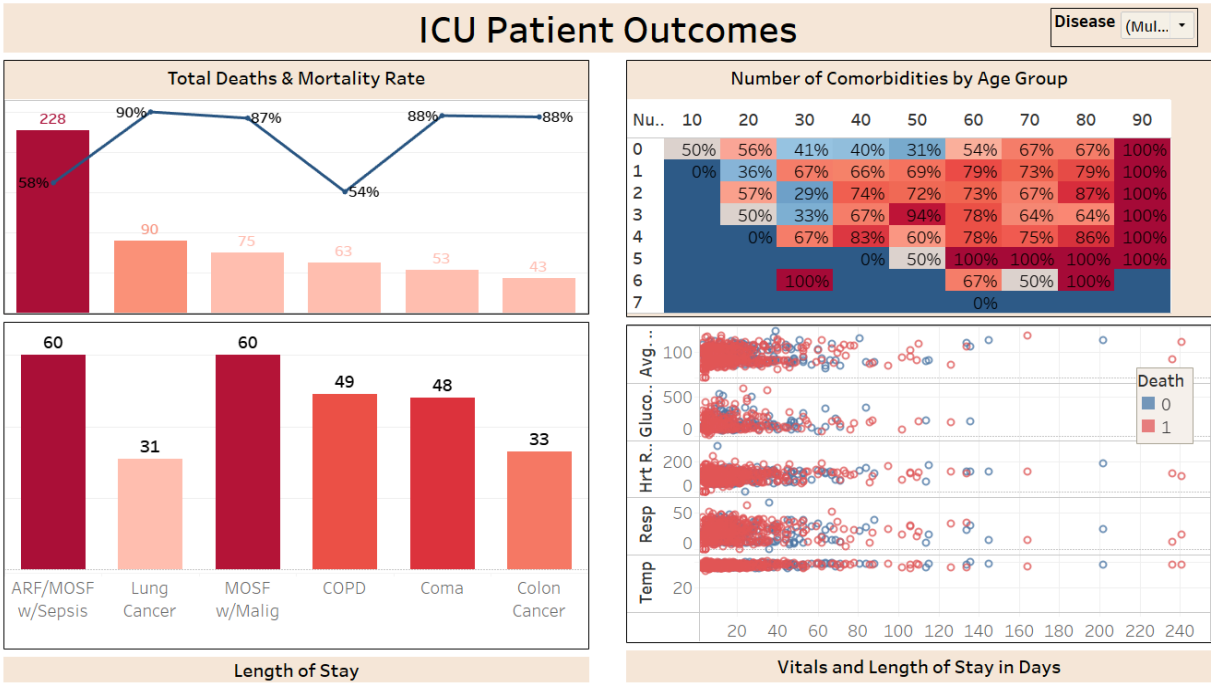 ICU Patient Outcomes
Disease
(Mul...
Total Deaths & Mortality Rate
228
90%
87%
88%
88%
58%
54%
90
75
63
53
43
60
31
60
49
48
33
ARF/MOSF Lung MOSF COPD Coma Colon
w/Sepsis Cancer w/Malig Cancer
Length of Stay
Number of Comorbidities by Age Group
Nu.. 10 20 30 40 50 60 70 80 90
0 50% 56% 41% 40% 31% 54% 67% 67% 100%
1 0% 36% 67% 66% 69% 79% 73% 79% 100%
2 57% 29% 74% 72% 73% 67% 87% 100%
3 50% 33% 67% 94% 78% 64% 64% 100%
4 0% 67% 83% 60% 78% 75% 86% 100%
5 0% 50% 100% 100% 100% 100%
6 100% 67% 50% 100%
7 0%
Avg. ..
100
Gluco..
500
0
Hrt R..
200
0
Resp
50
0
Temp
20
Death
0
1
20 40 60 80 100 120 140 160 180 200 220 240
Vitals and Length of Stay in Days